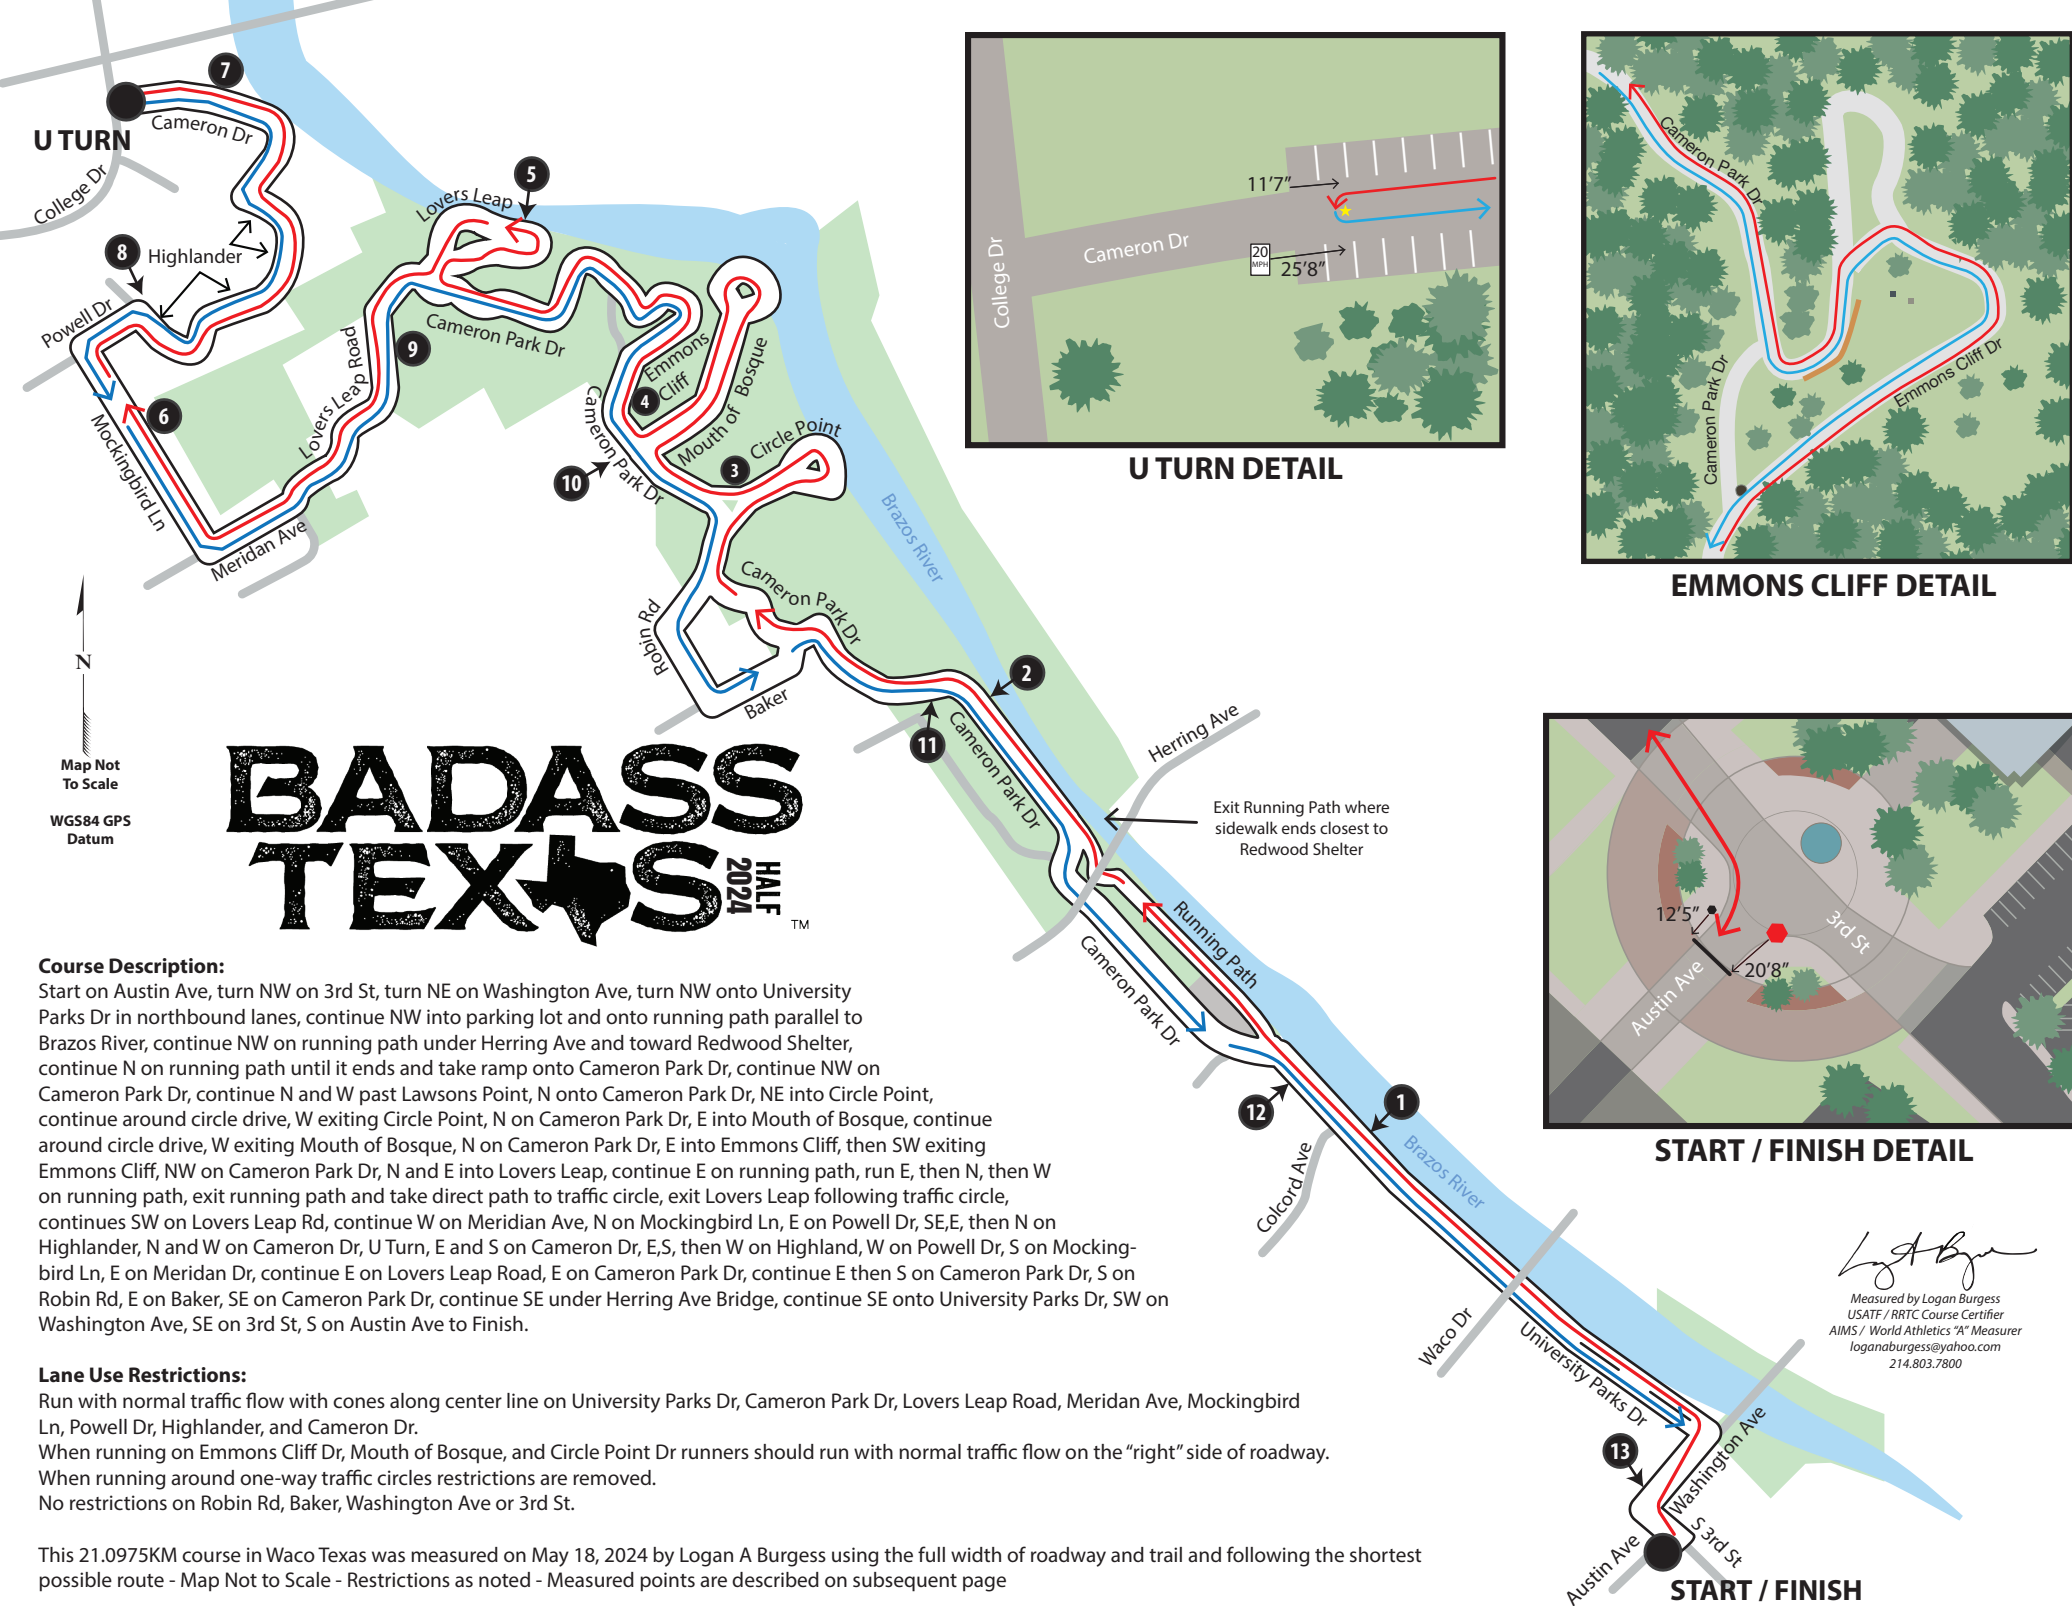 7
U TURN
Cameron Dr
College Dr
8
Highlander
Powell Dr
Lovers Leap
5
Cameron Park Dr
9
Lovers Leap Road
6
Mockingbird Ln
Meridan Ave
Emmons
Cliff
4
Mouth of Bosque
Cameron Park Dr
10
3
Circle Point
Brazos River
Cameron Park Dr
Robin Rd
Baker
2
11
Cameron Park Dr
Herring Ave
Exit Running Path where
sidewalk ends closest to
Redwood Shelter
Running Path
Cameron Park Dr
12
1
Colcord Ave
Brazos River
Waco Dr
University Parks Dr
13
Washington Ave
S 3rd St
Austin Ave
START / FINISH
College Dr
Cameron Dr
11'7"
20
MPH
25'8"
U TURN DETAIL
Cameron Park Dr
Cameron Park Dr
Emmons Cliff Dr
EMMONS CLIFF DETAIL
12'5"
20'8"
3rd St
Austin Ave
START / FINISH DETAIL
N
Map Not
To Scale
WGS84 GPS
Datum
BADASS
TEXAS
HALF
2024
TM
Course Description:
Start on Austin Ave, turn NW on 3rd St, turn NE on Washington Ave, turn NW onto University
Parks Dr in northbound lanes, continue NW into parking lot and onto running path parallel to
Brazos River, continue NW on running path under Herring Ave and toward Redwood Shelter,
continue N on running path until it ends and take ramp onto Cameron Park Dr, continue NW on
Cameron Park Dr, continue N and W past Lawsons Point, N onto Cameron Park Dr, NE into Circle Point,
continue around circle drive, W exiting Circle Point, N on Cameron Park Dr, E into Mouth of Bosque, continue
around circle drive, W exiting Mouth of Bosque, N on Cameron Park Dr, E into Emmons Cliff, then SW exiting
Emmons Cliff, NW on Cameron Park Dr, N and E into Lovers Leap, continue E on running path, run E, then N, then W
on running path, exit running path and take direct path to traffic circle, exit Lovers Leap following traffic circle,
continues SW on Lovers Leap Rd, continue W on Meridian Ave, N on Mockingbird Ln, E on Powell Dr, SE,E, then N on
Highlander, N and W on Cameron Dr, U Turn, E and S on Cameron Dr, E,S, then W on Highland, W on Powell Dr, S on Mocking-
bird Ln, E on Meridan Dr, continue E on Lovers Leap Road, E on Cameron Park Dr, continue E then S on Cameron Park Dr, S on
Robin Rd, E on Baker, SE on Cameron Park Dr, continue SE under Herring Ave Bridge, continue SE onto University Parks Dr, SW on
Washington Ave, SE on 3rd St, S on Austin Ave to Finish.
Lane Use Restrictions:
Run with normal traffic flow with cones along center line on University Parks Dr, Cameron Park Dr, Lovers Leap Road, Meridan Ave, Mockingbird
Ln, Powell Dr, Highlander, and Cameron Dr.
When running on Emmons Cliff Dr, Mouth of Bosque, and Circle Point Dr runners should run with normal traffic flow on the "right" side of roadway.
When running around one-way traffic circles restrictions are removed.
No restrictions on Robin Rd, Baker, Washington Ave or 3rd St.
This 21.0975KM course in Waco Texas was measured on May 18, 2024 by Logan A Burgess using the full width of roadway and trail and following the shortest
possible route - Map Not to Scale - Restrictions as noted - Measured points are described on subsequent page
Measured by Logan Burgess
USATF / RRTC Course Certifier
AIMS / World Athletics "A" Measurer
loganaburgess@yahoo.com
214.803.7800